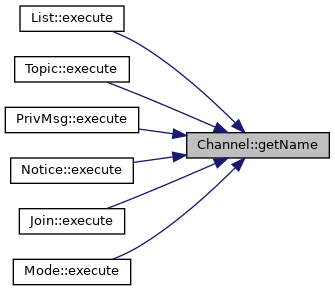 List::execute
Topic::execute
PrivMsg::execute
Channel::getName
Notice::execute
Join::execute
Mode::execute